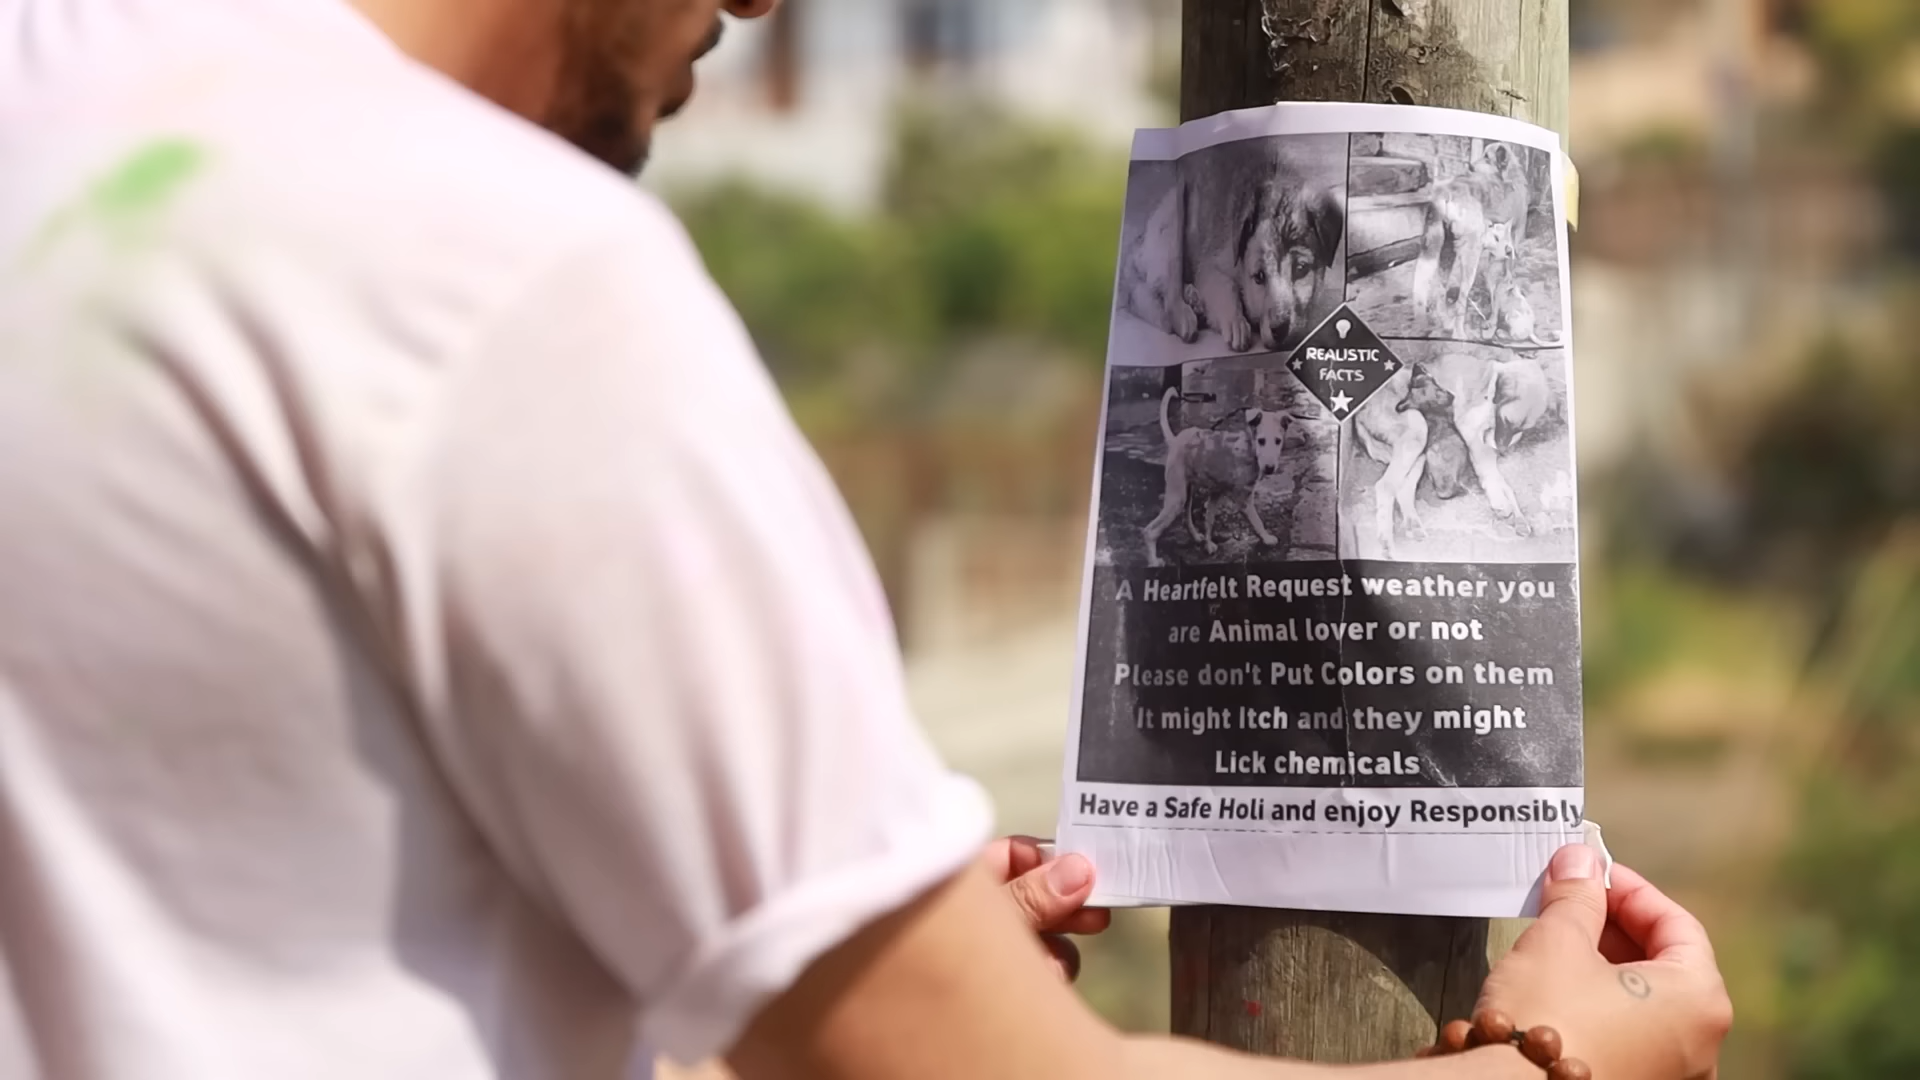 REALISTIC
FACTS
A Heartfelt Request weather you
are Animal lover or not
Please don't Put Colors on them
It might Itch and they might
Lick chemicals
Have a Safe Holi and enjoy Responsibly